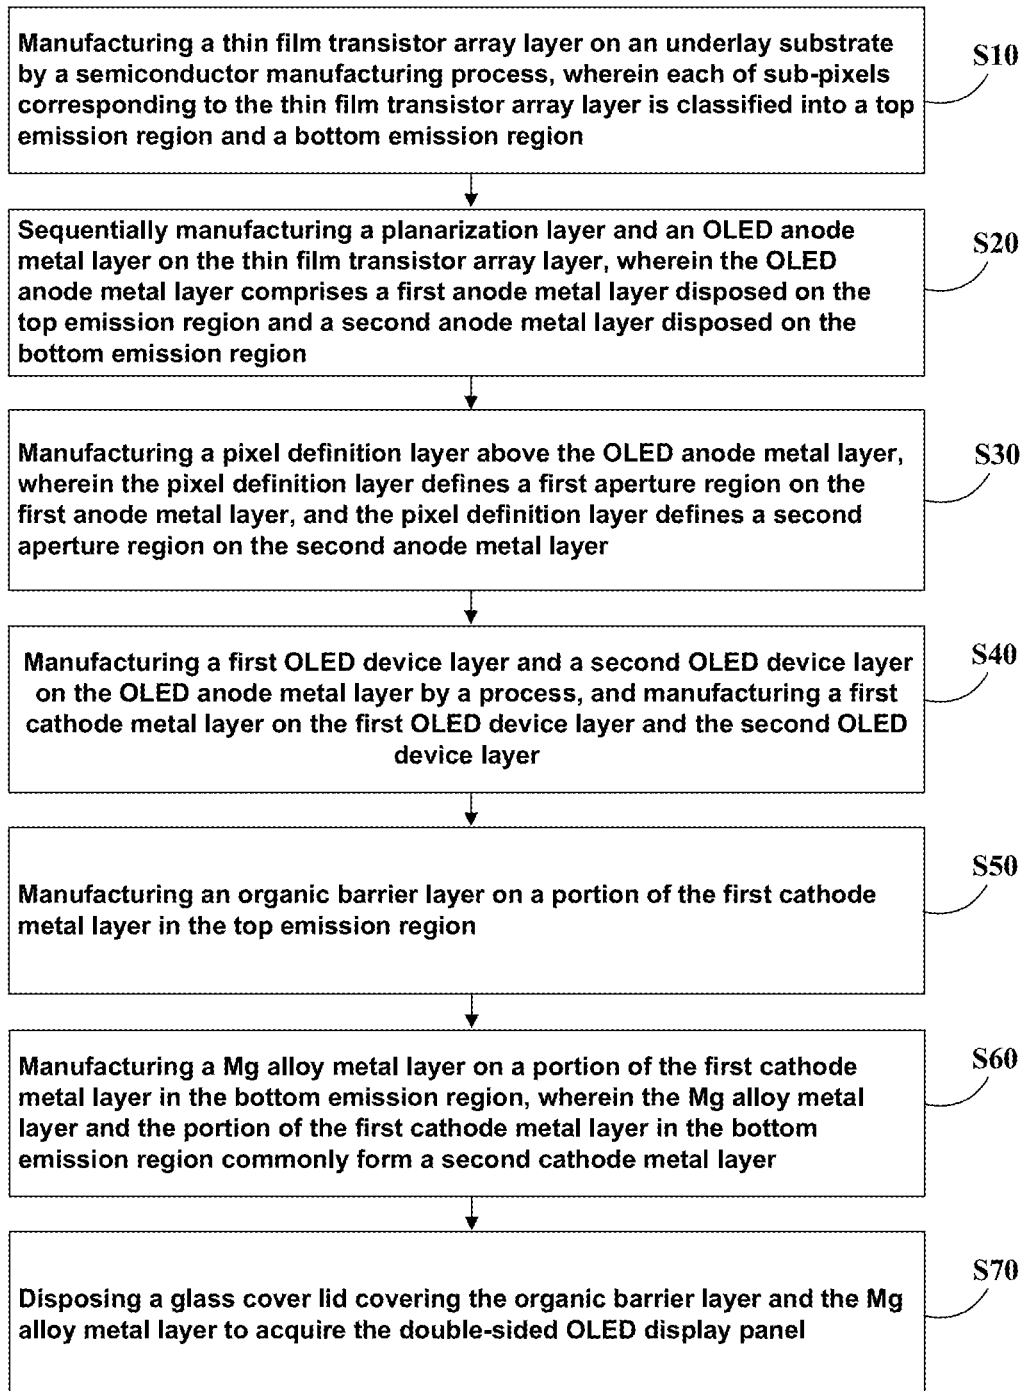 Manufacturing a thin film transistor array layer on an underlay substrate
by a semiconductor manufacturing process, wherein each of sub-pixels
corresponding to the thin film transistor array layer is classified into a top
emission region and a bottom emission region
S10
Sequentially manufacturing a planarization layer and an OLED anode
metal layer on the thin film transistor array layer, wherein the OLED
anode metal layer comprises a first anode metal layer disposed on the
top emission region and a second anode metal layer disposed on the
bottom emission region
S20
Manufacturing a pixel definition layer above the OLED anode metal layer,
wherein the pixel definition layer defines a first aperture region on the
first anode metal layer, and the pixel definition layer defines a second
aperture region on the second anode metal layer
S30
Manufacturing a first OLED device layer and a second OLED device layer
on the OLED anode metal layer by a process, and manufacturing a first
cathode metal layer on the first OLED device layer and the second OLED
device layer
S40
Manufacturing an organic barrier layer on a portion of the first cathode
metal layer in the top emission region
S50
Manufacturing a Mg alloy metal layer on a portion of the first cathode
metal layer in the bottom emission region, wherein the Mg alloy metal
layer and the portion of the first cathode metal layer in the bottom
emission region commonly form a second cathode metal layer
S60
Disposing a glass cover lid covering the organic barrier layer and the Mg
alloy metal layer to acquire the double-sided OLED display panel
S70